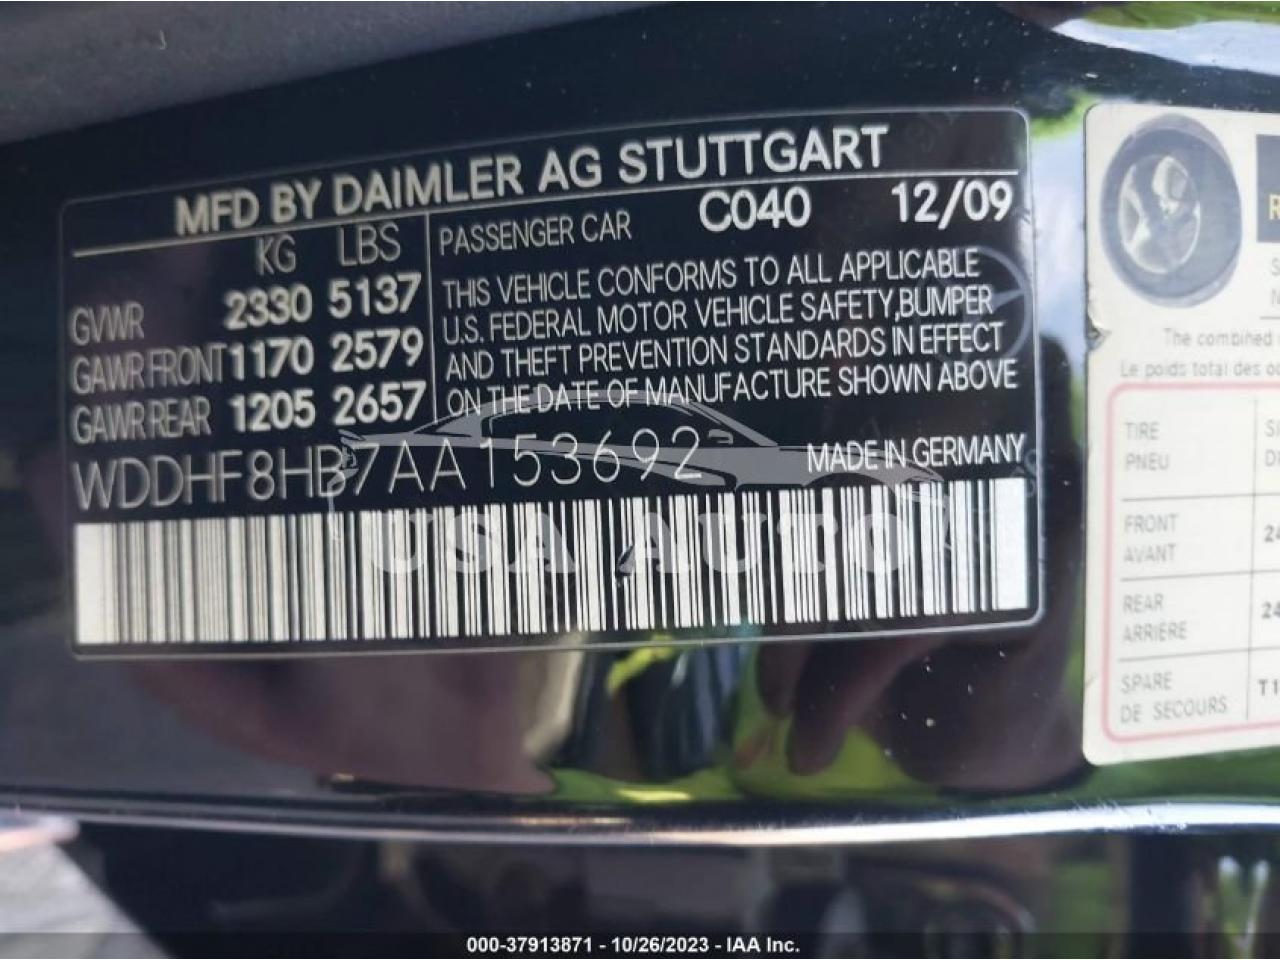 MFD BY DAIMLER AG STUTTGART
KG LBS
GVWR 2330 5137
GAWR FRONT 1170 2579
GAWR REAR 1205 2657
PASSENGER CAR C040 12/09
THIS VEHICLE CONFORMS TO ALL APPLICABLE
U.S. FEDERAL MOTOR VEHICLE SAFETY, BUMPER
AND THEFT PREVENTION STANDARDS IN EFFECT
ON THE DATE OF MANUFACTURE SHOWN ABOVE
WDDHF8HB7AA153692 MADE IN GERMANY
USA AUTO
The combined
Le poids total des
TIRE
PNEU
FRONT
AVANT
REAR
ARRIÈRE
SPARE
DE SECOURS
000-37913871 - 10/26/2023 - IAA Inc.